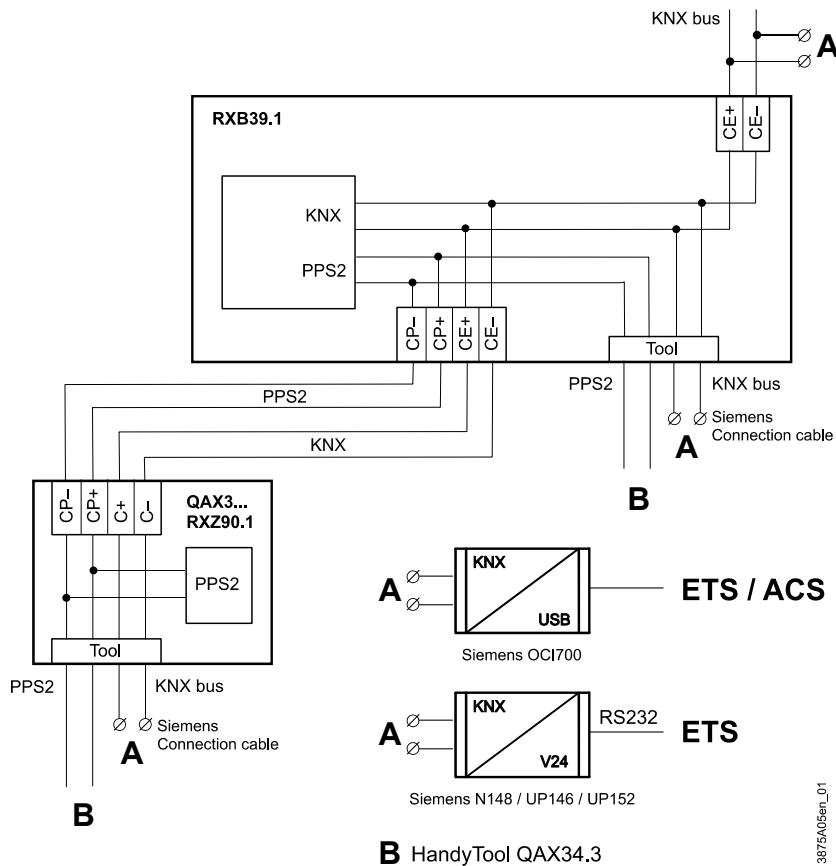 KNX bus
A
RXB39.1
CE+
CE–
KNX
PPS2
CP–
CP+
CE+
CE–
Tool
PPS2
KNX bus
Siemens
Connection cable
A
B
PPS2
KNX
CP–
CP+
C+
C–
QAX3...
RXZ90.1
PPS2
Tool
PPS2
KNX bus
Siemens
Connection cable
A
B
A
KNX
USB
ETS / ACS
Siemens OCI700
A
KNX
V24
RS232
ETS
Siemens N148 / UP146 / UP152
B HandyTool QAX34.3
3875A05en_01